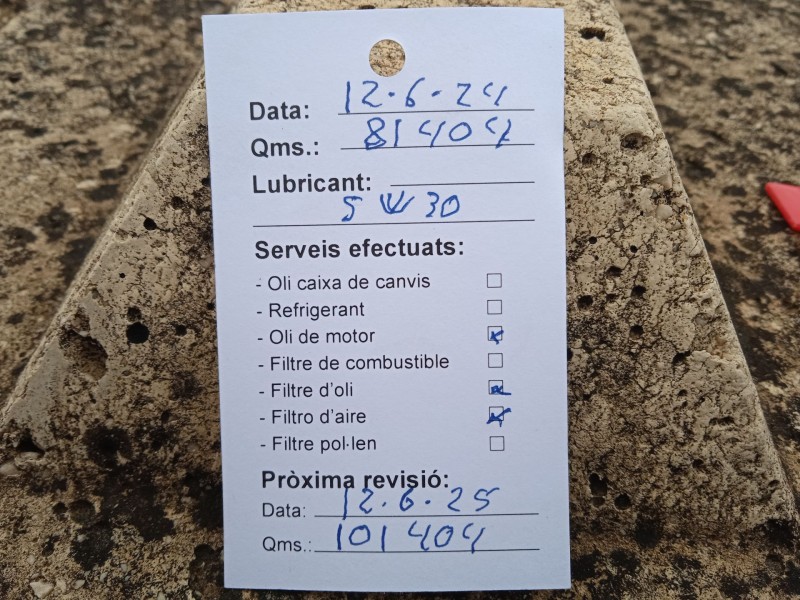 Data: 12.6.24
Qms.: 81404
Lubricant:
5W30
Serveis efectuats:
- Oli caixa de canvis
- Refrigerant
- Oli de motor
- Filtre de combustible
- Filtre d'oli
- Filtro d'aire
- Filtre pol·len
Pròxima revisió:
Data: 12.6.25
Qms.: 101404